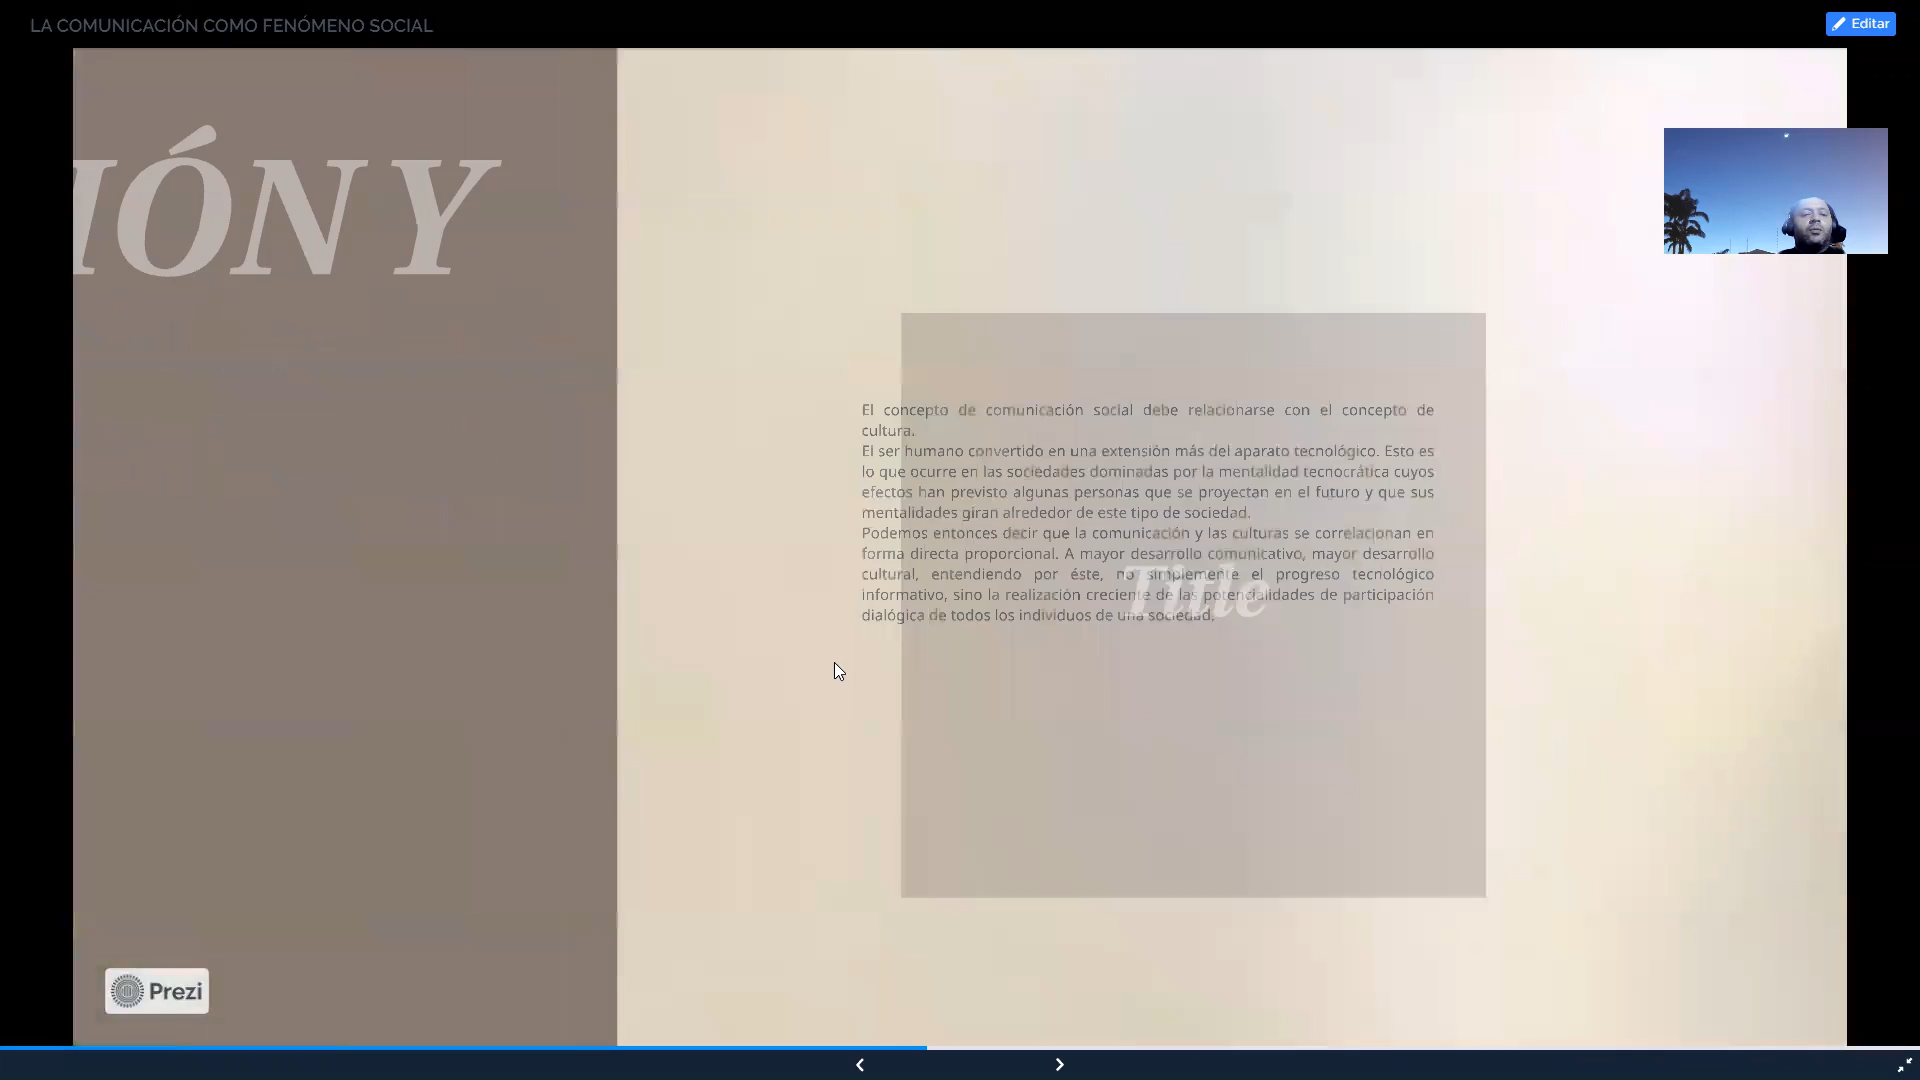 LA COMUNICACIÓN COMO FENÓMENO SOCIAL
Editar
IÓN Y
El concepto de comunicación social debe relacionarse con el concepto de
cultura.
El ser humano convertido en una extensión más del aparato tecnológico. Esto es
lo que ocurre en las sociedades dominadas por la mentalidad tecnocrática cuyos
efectos han previsto algunas personas que se proyectan en el futuro y que sus
mentalidades giran alrededor de este tipo de sociedad.
Podemos entonces decir que la comunicación y las culturas se correlacionan en
forma directa proporcional. A mayor desarrollo comunicativo, mayor desarrollo
cultural, entendiendo por éste, no simplemente el progreso tecnológico
informativo, sino la realización creciente de las potencialidades de participación
dialógica de todos los individuos de una sociedad.
Title
Prezi